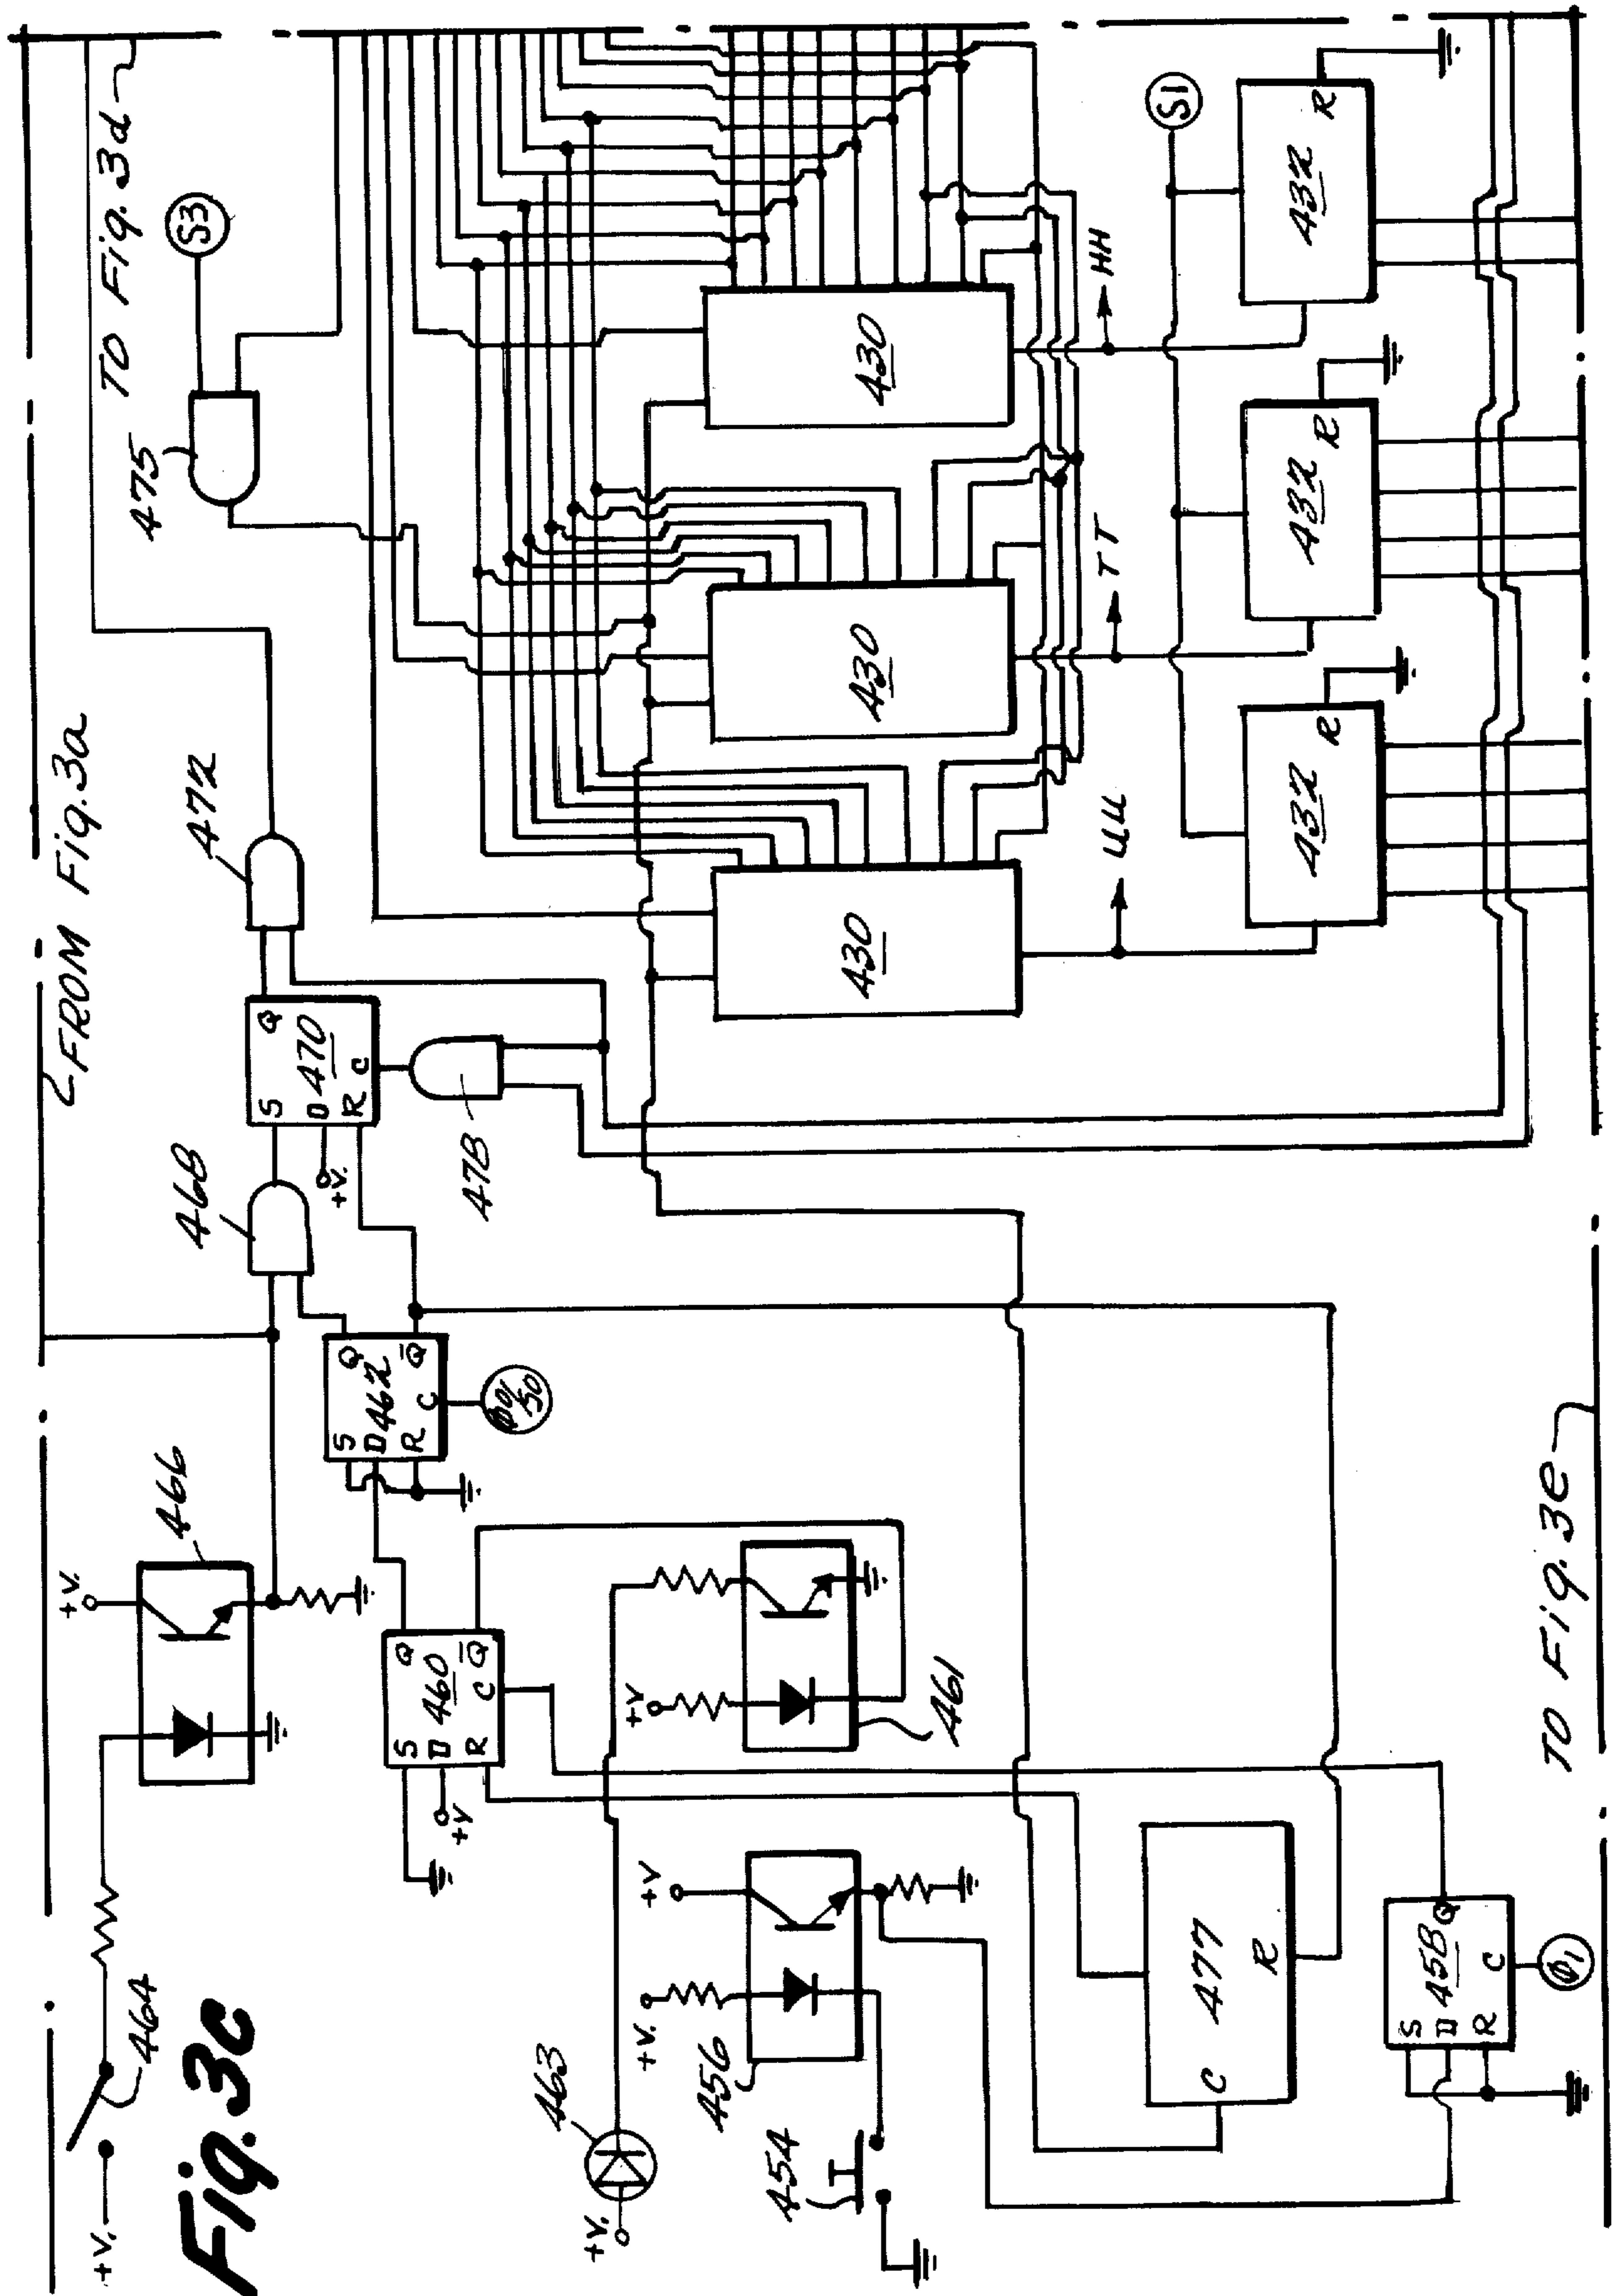 Fig. 3c
FROM Fig. 3a
TO Fig. 3d
+V.
464
466
+V.
468
472
475
S3
S
D
R
Q
C
470
+V.
S
D
R
Q
Q̅
C
462
478
S
D
R
Q
Q̅
C
460
+V
+V
461
463
+V.
454
456
+V.
+V
477
C
R
S
D
R
Q
C
458
Φ1
430
430
430
UU
TT
HH
S1
432
R
432
R
432
R
TO Fig. 3e